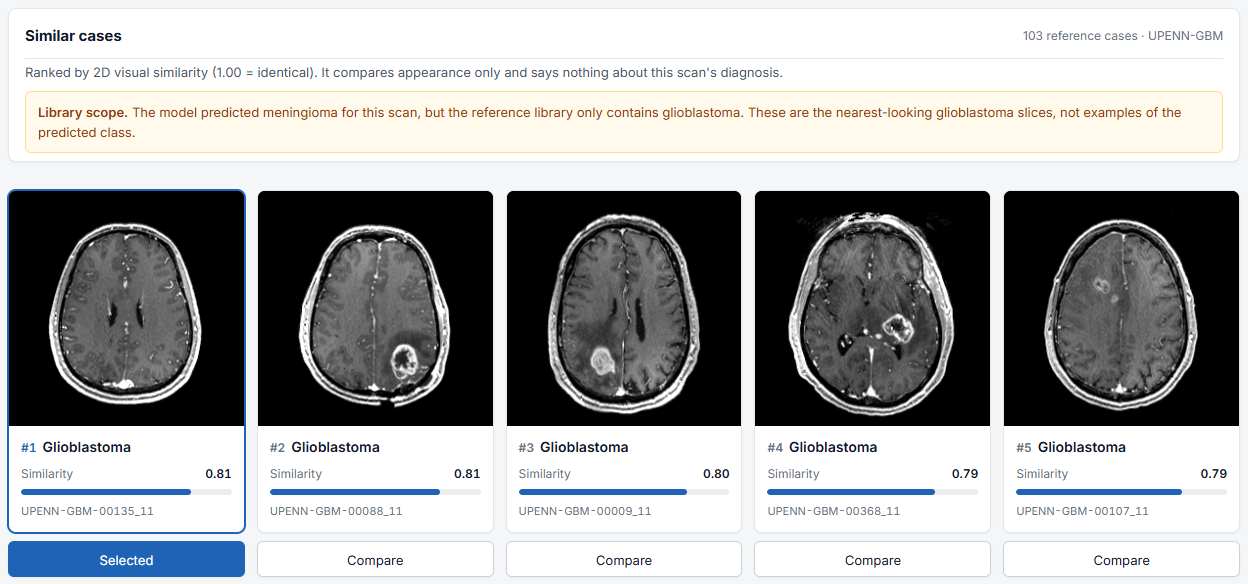 Similar cases
103 reference cases · UPENN-GBM
Ranked by 2D visual similarity (1.00 = identical). It compares appearance only and says nothing about this scan's diagnosis.
Library scope. The model predicted meningioma for this scan, but the reference library only contains glioblastoma. These are the nearest-looking glioblastoma slices, not examples of the
predicted class.
#1 Glioblastoma
Similarity 0.81
UPENN-GBM-00135_11
Selected
#2 Glioblastoma
Similarity 0.81
UPENN-GBM-00088_11
Compare
#3 Glioblastoma
Similarity 0.80
UPENN-GBM-00009_11
Compare
#4 Glioblastoma
Similarity 0.79
UPENN-GBM-00368_11
Compare
#5 Glioblastoma
Similarity 0.79
UPENN-GBM-00107_11
Compare